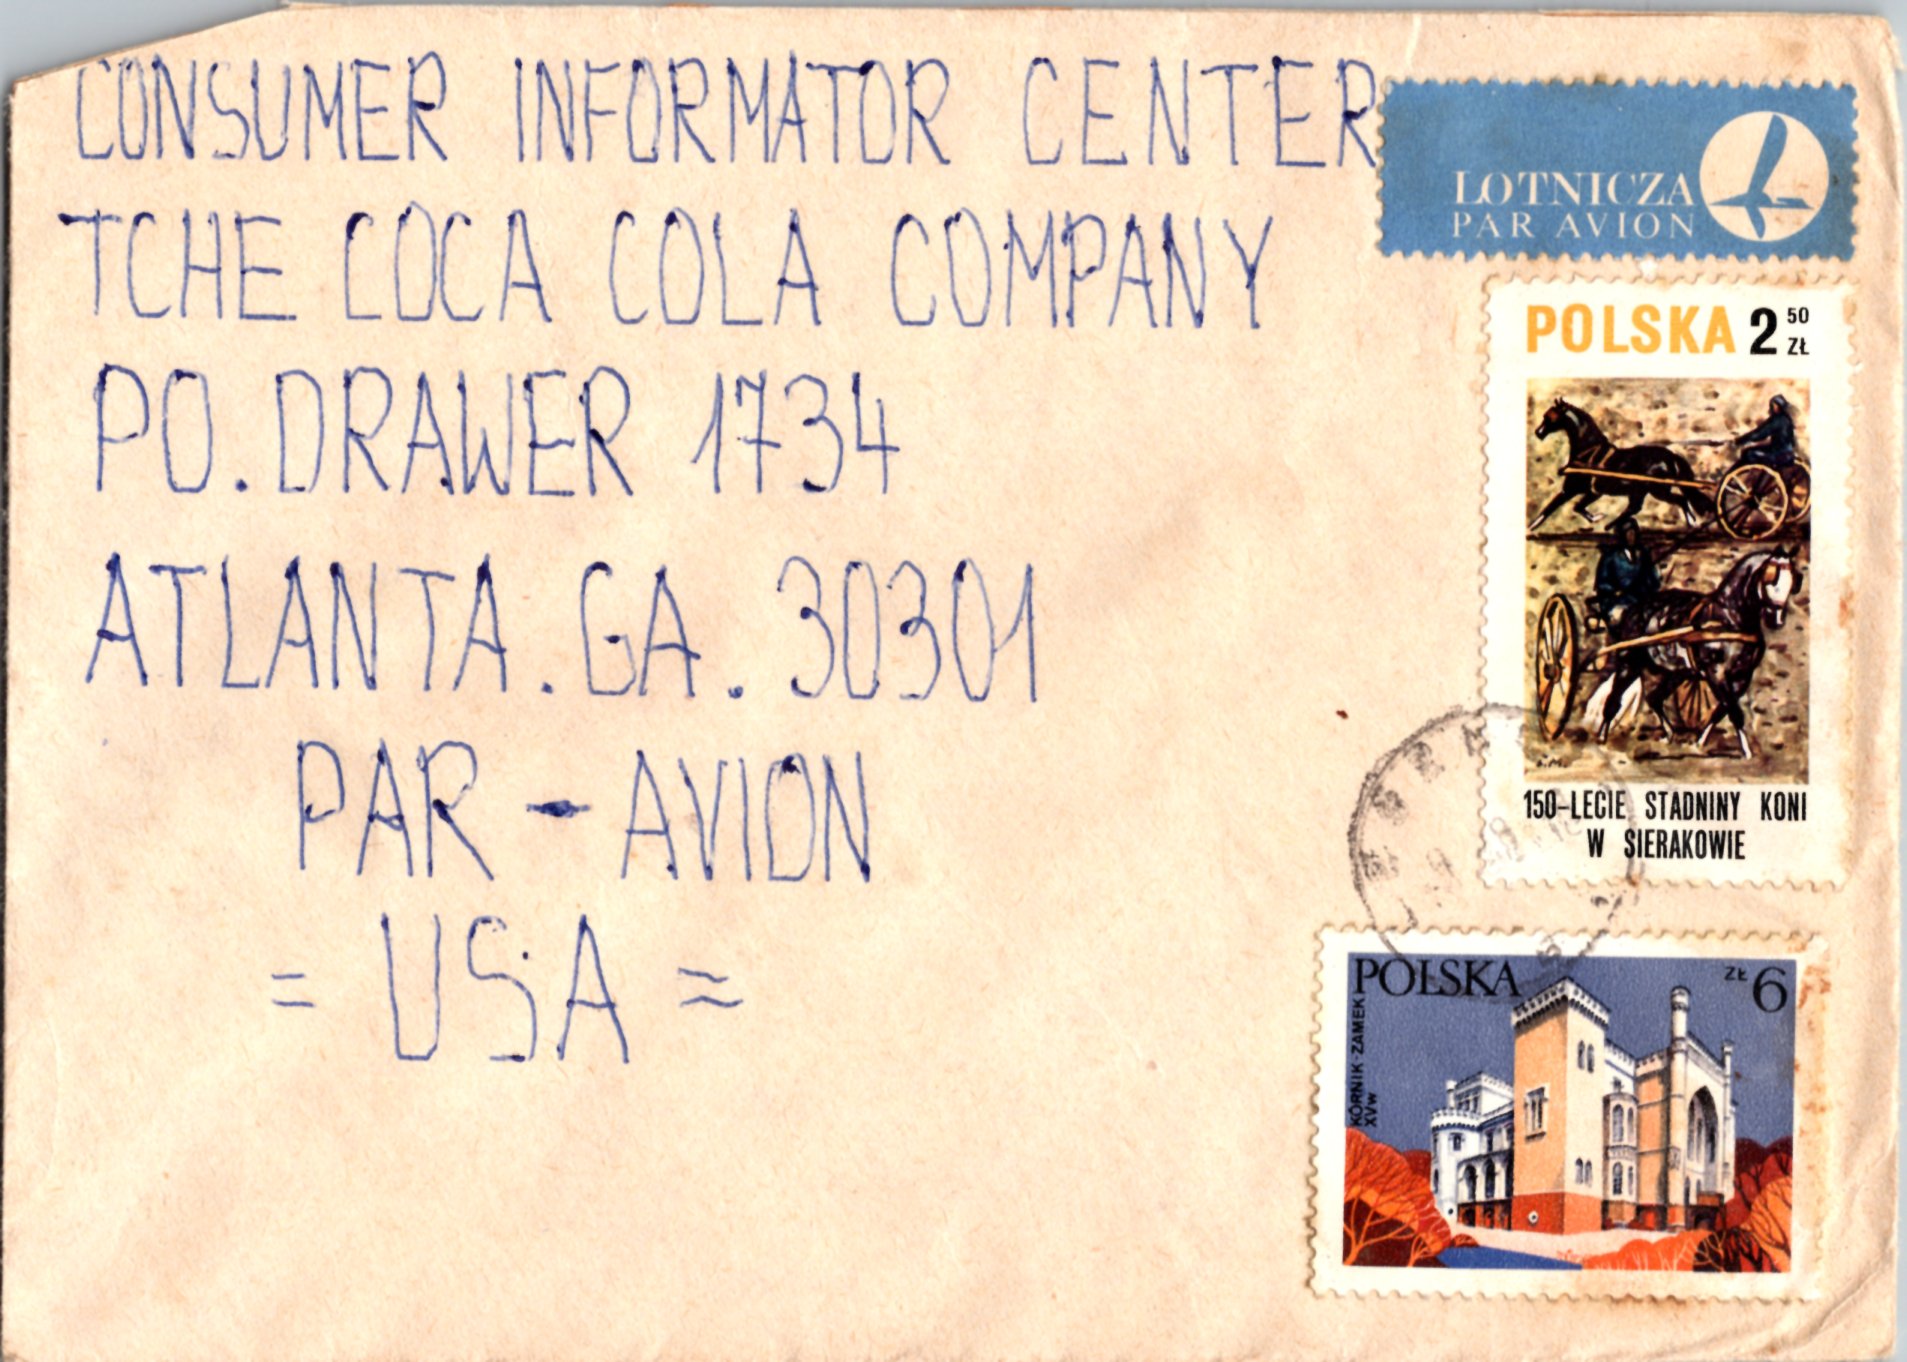 CONSUMER INFORMATOR CENTER
TCHE COCA COLA COMPANY
PO. DRAWER 1734
ATLANTA. GA. 30301
PAR - AVION
= USA =
LOTNICZA
PAR AVION
POLSKA 2 50 ZŁ
150-LECIE STADNINY KONI
W SIERAKOWIE
POLSKA ZŁ 6
KÓRNIK-ZAMEK
XVw